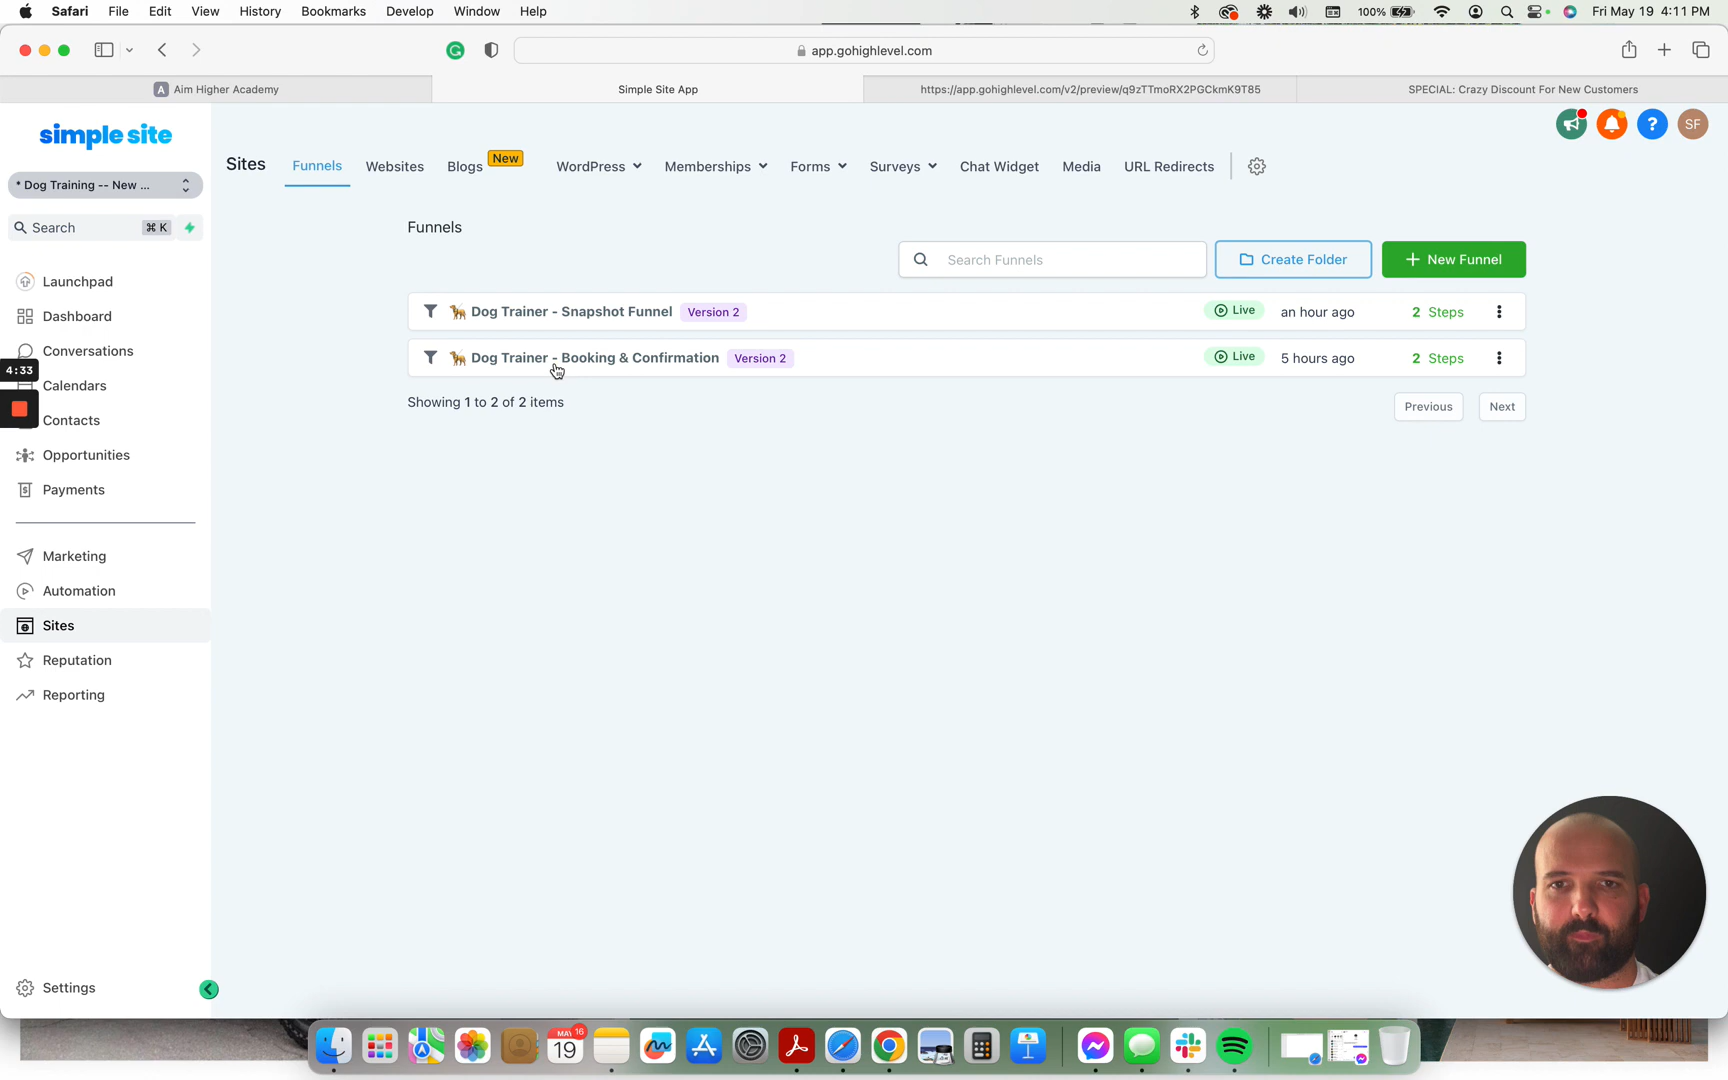 Safari File Edit View History Bookmarks Develop Window Help 100% Fri May 19 4:11 PM
app.gohighlevel.com
A Aim Higher Academy
Simple Site App
https://app.gohighlevel.com/v2/preview/q9zTTmoRX2PGCkmK9T85
SPECIAL: Crazy Discount For New Customers
simple site
* Dog Training -- New ...
Search ⌘ K
Launchpad
Dashboard
Conversations
4:33
Calendars
Contacts
Opportunities
Payments
Marketing
Automation
Sites
Reputation
Reporting
Settings
? SF
Sites Funnels Websites Blogs New WordPress Memberships Forms Surveys Chat Widget Media URL Redirects
Funnels
Search Funnels Create Folder + New Funnel
Dog Trainer - Snapshot Funnel Version 2 Live an hour ago 2 Steps
Dog Trainer - Booking & Confirmation Version 2 Live 5 hours ago 2 Steps
Showing 1 to 2 of 2 items Previous Next
MAY 16
19